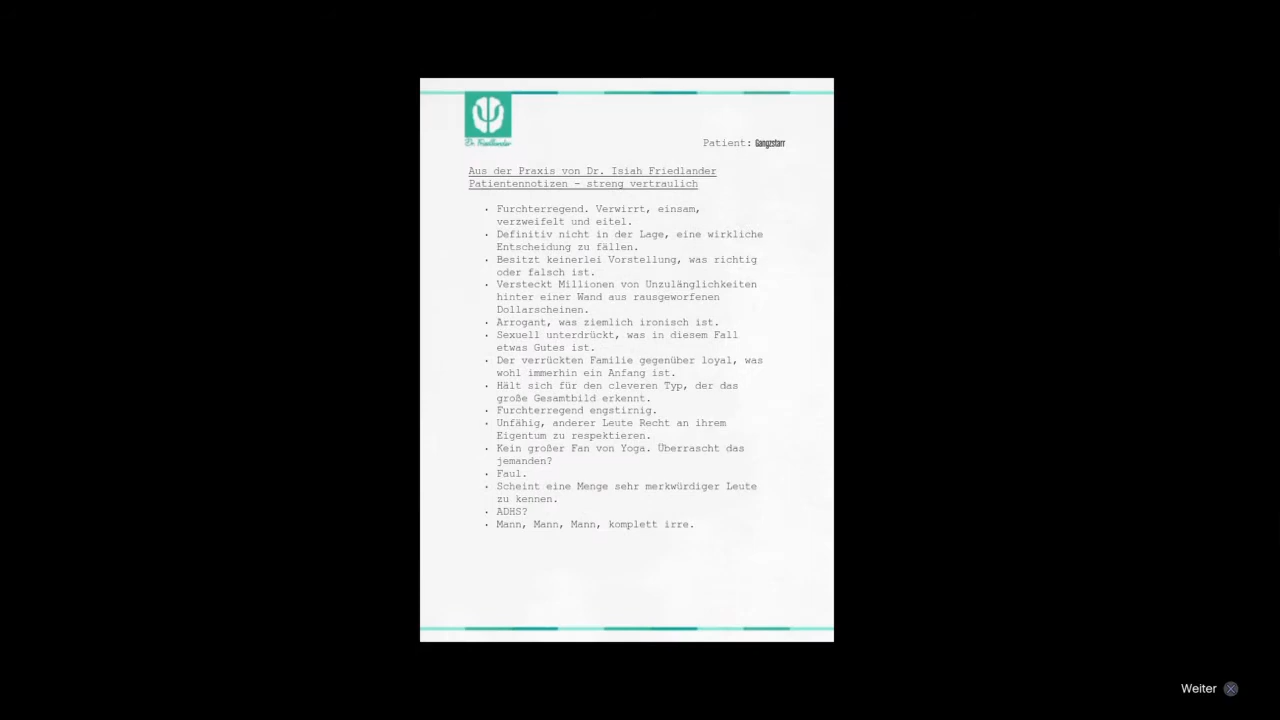 Dr. Friedlander
Patient: Gangzstarr
Aus der Praxis von Dr. Isiah Friedlander
Patientennotizen - streng vertraulich
· Furchterregend. Verwirrt, einsam,
verzweifelt und eitel.
· Definitiv nicht in der Lage, eine wirkliche
Entscheidung zu fällen.
· Besitzt keinerlei Vorstellung, was richtig
oder falsch ist.
· Versteckt Millionen von Unzulänglichkeiten
hinter einer Wand aus rausgeworfenen
Dollarscheinen.
· Arrogant, was ziemlich ironisch ist.
· Sexuell unterdrückt, was in diesem Fall
etwas Gutes ist.
· Der verrückten Familie gegenüber loyal, was
wohl immerhin ein Anfang ist.
· Hält sich für den cleveren Typ, der das
große Gesamtbild erkennt.
· Furchterregend engstirnig.
· Unfähig, anderer Leute Recht an ihrem
Eigentum zu respektieren.
· Kein großer Fan von Yoga. Überrascht das
jemanden?
· Faul.
· Scheint eine Menge sehr merkwürdiger Leute
zu kennen.
· ADHS?
· Mann, Mann, Mann, komplett irre.
Weiter